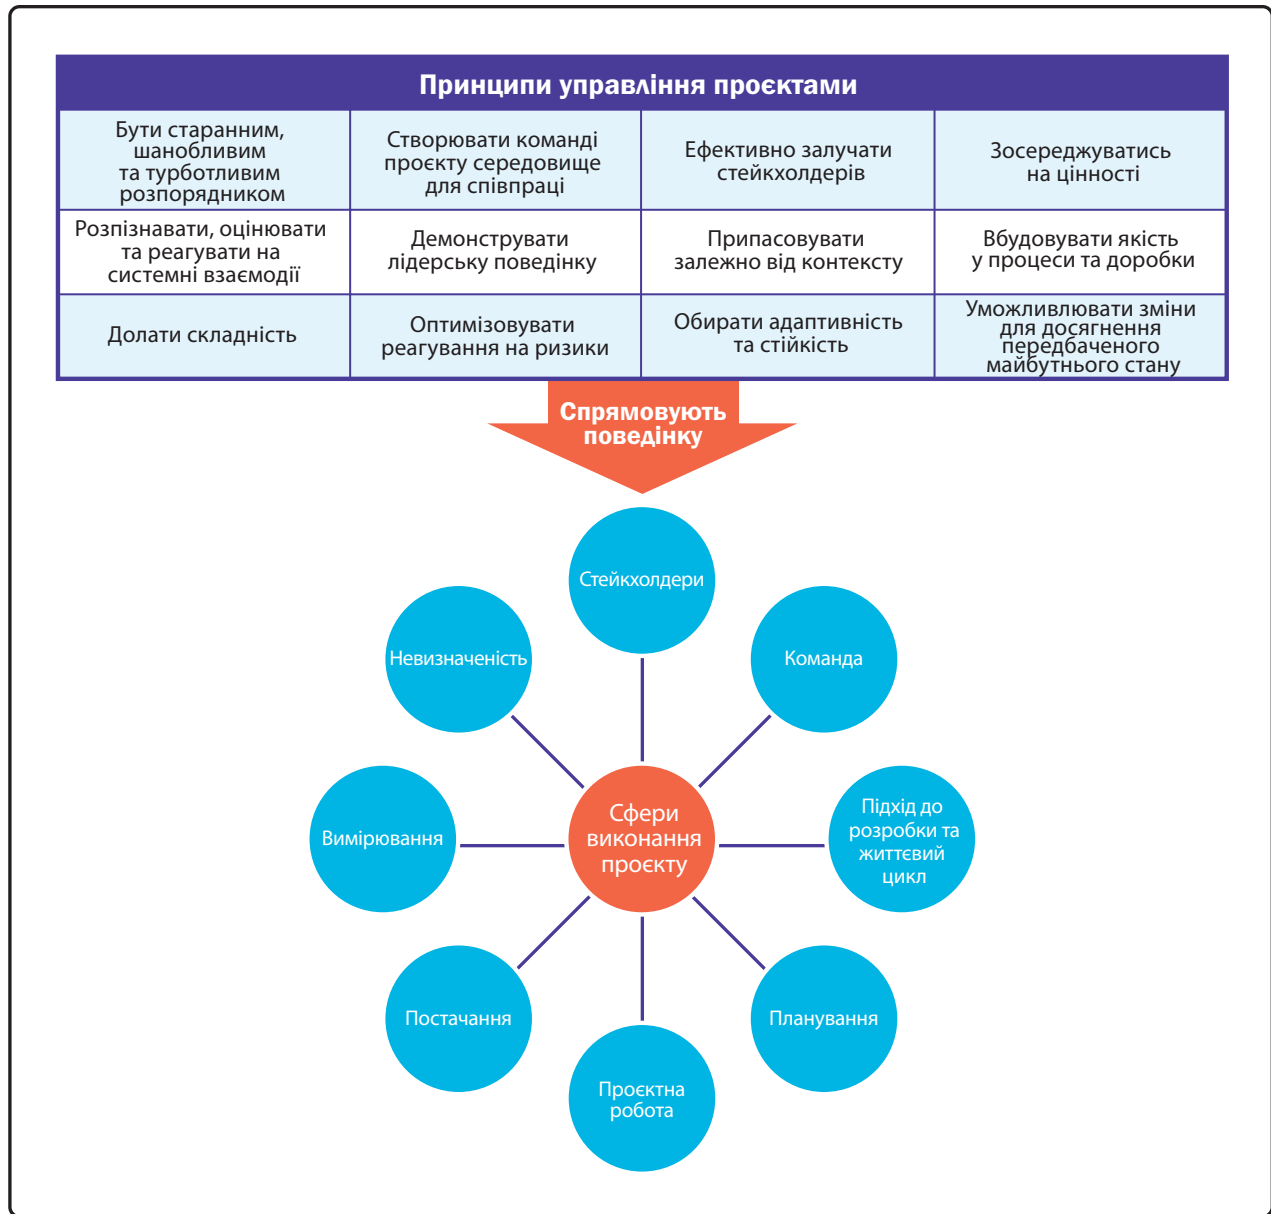 Принципи управління проєктами
Бути старанним,
шанобливим
та турботливим
розпорядником
Створювати команді
проєкту середовище
для співпраці
Ефективно залучати
стейкхолдерів
Зосереджуватись
на цінності
Розпізнавати, оцінювати
та реагувати на
системні взаємодії
Демонструвати
лідерську поведінку
Припасовувати
залежно від контексту
Вбудовувати якість
у процеси та доробки
Долати складність
Оптимізовувати
реагування на ризики
Обирати адаптивність
та стійкість
Уможливлювати зміни
для досягнення
передбаченого
майбутнього стану
Спрямовують
поведінку
Стейкхолдери
Невизначеність
Команда
Сфери
виконання
проєкту
Вимірювання
Підхід до
розробки та
життєвий
цикл
Постачання
Планування
Проєктна
робота